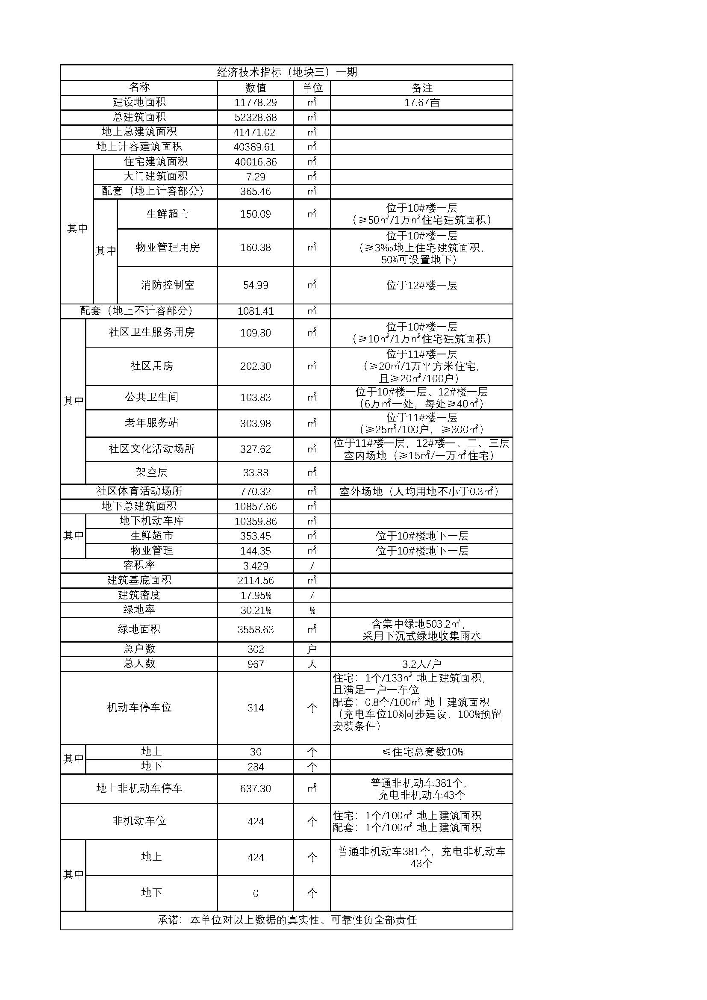 经济技术指标（地块三）一期
名称 数值 单位 备注
建设地面积 11778.29 ㎡ 17.67亩
总建筑面积 52328.68 ㎡
地上总建筑面积 41471.02 ㎡
地上计容建筑面积 40389.61 ㎡
其中
住宅建筑面积 40016.86 ㎡
大门建筑面积 7.29 ㎡
配套（地上计容部分） 365.46 ㎡
其中
生鲜超市 150.09 ㎡ 位于10#楼一层
（≥50㎡/1万㎡住宅建筑面积）
物业管理用房 160.38 ㎡ 位于10#楼一层
（≥3‰地上住宅建筑面积，
50%可设置地下）
消防控制室 54.99 ㎡ 位于12#楼一层
配套（地上不计容部分） 1081.41 ㎡
其中
社区卫生服务用房 109.80 ㎡ 位于10#楼一层
（≥10㎡/1万㎡住宅建筑面积）
社区用房 202.30 ㎡ 位于11#楼一层
（≥20㎡/1万平方米住宅，
且≥20㎡/100户）
公共卫生间 103.83 ㎡ 位于10#楼一层、12#楼一层
（6万㎡一处，每处≥40㎡）
老年服务站 303.98 ㎡ 位于11#楼一层
（≥25㎡/100户，≥300㎡）
社区文化活动场所 327.62 ㎡ 位于11#楼一层，12#楼一、二、三层
室内场地（≥15㎡/一万㎡住宅）
架空层 33.88 ㎡
社区体育活动场所 770.32 ㎡ 室外场地（人均用地不小于0.3㎡）
地下总建筑面积 10857.66 ㎡
其中
地下机动车库 10359.86 ㎡
生鲜超市 353.45 ㎡ 位于10#楼地下一层
物业管理 144.35 ㎡ 位于10#楼地下一层
容积率 3.429 /
建筑基底面积 2114.56 ㎡
建筑密度 17.95% /
绿地率 30.21% %
绿地面积 3558.63 ㎡ 含集中绿地503.2㎡，
采用下沉式绿地收集雨水
总户数 302 户
总人数 967 人 3.2人/户
机动车停车位 314 个 住宅：1个/133㎡ 地上建筑面积，
且满足一户一车位
配套：0.8个/100㎡ 地上建筑面积
（充电车位10%同步建设，100%预留
安装条件）
其中
地上 30 个 ≤住宅总套数10%
地下 284 个
地上非机动车停车 637.30 ㎡ 普通非机动车381个，
充电非机动车43个
非机动车位 424 个 住宅：1个/100㎡ 地上建筑面积
配套：1个/100㎡ 地上建筑面积
其中
地上 424 个 普通非机动车381个，充电非机动车
43个
地下 0 个
承诺：本单位对以上数据的真实性、可靠性负全部责任